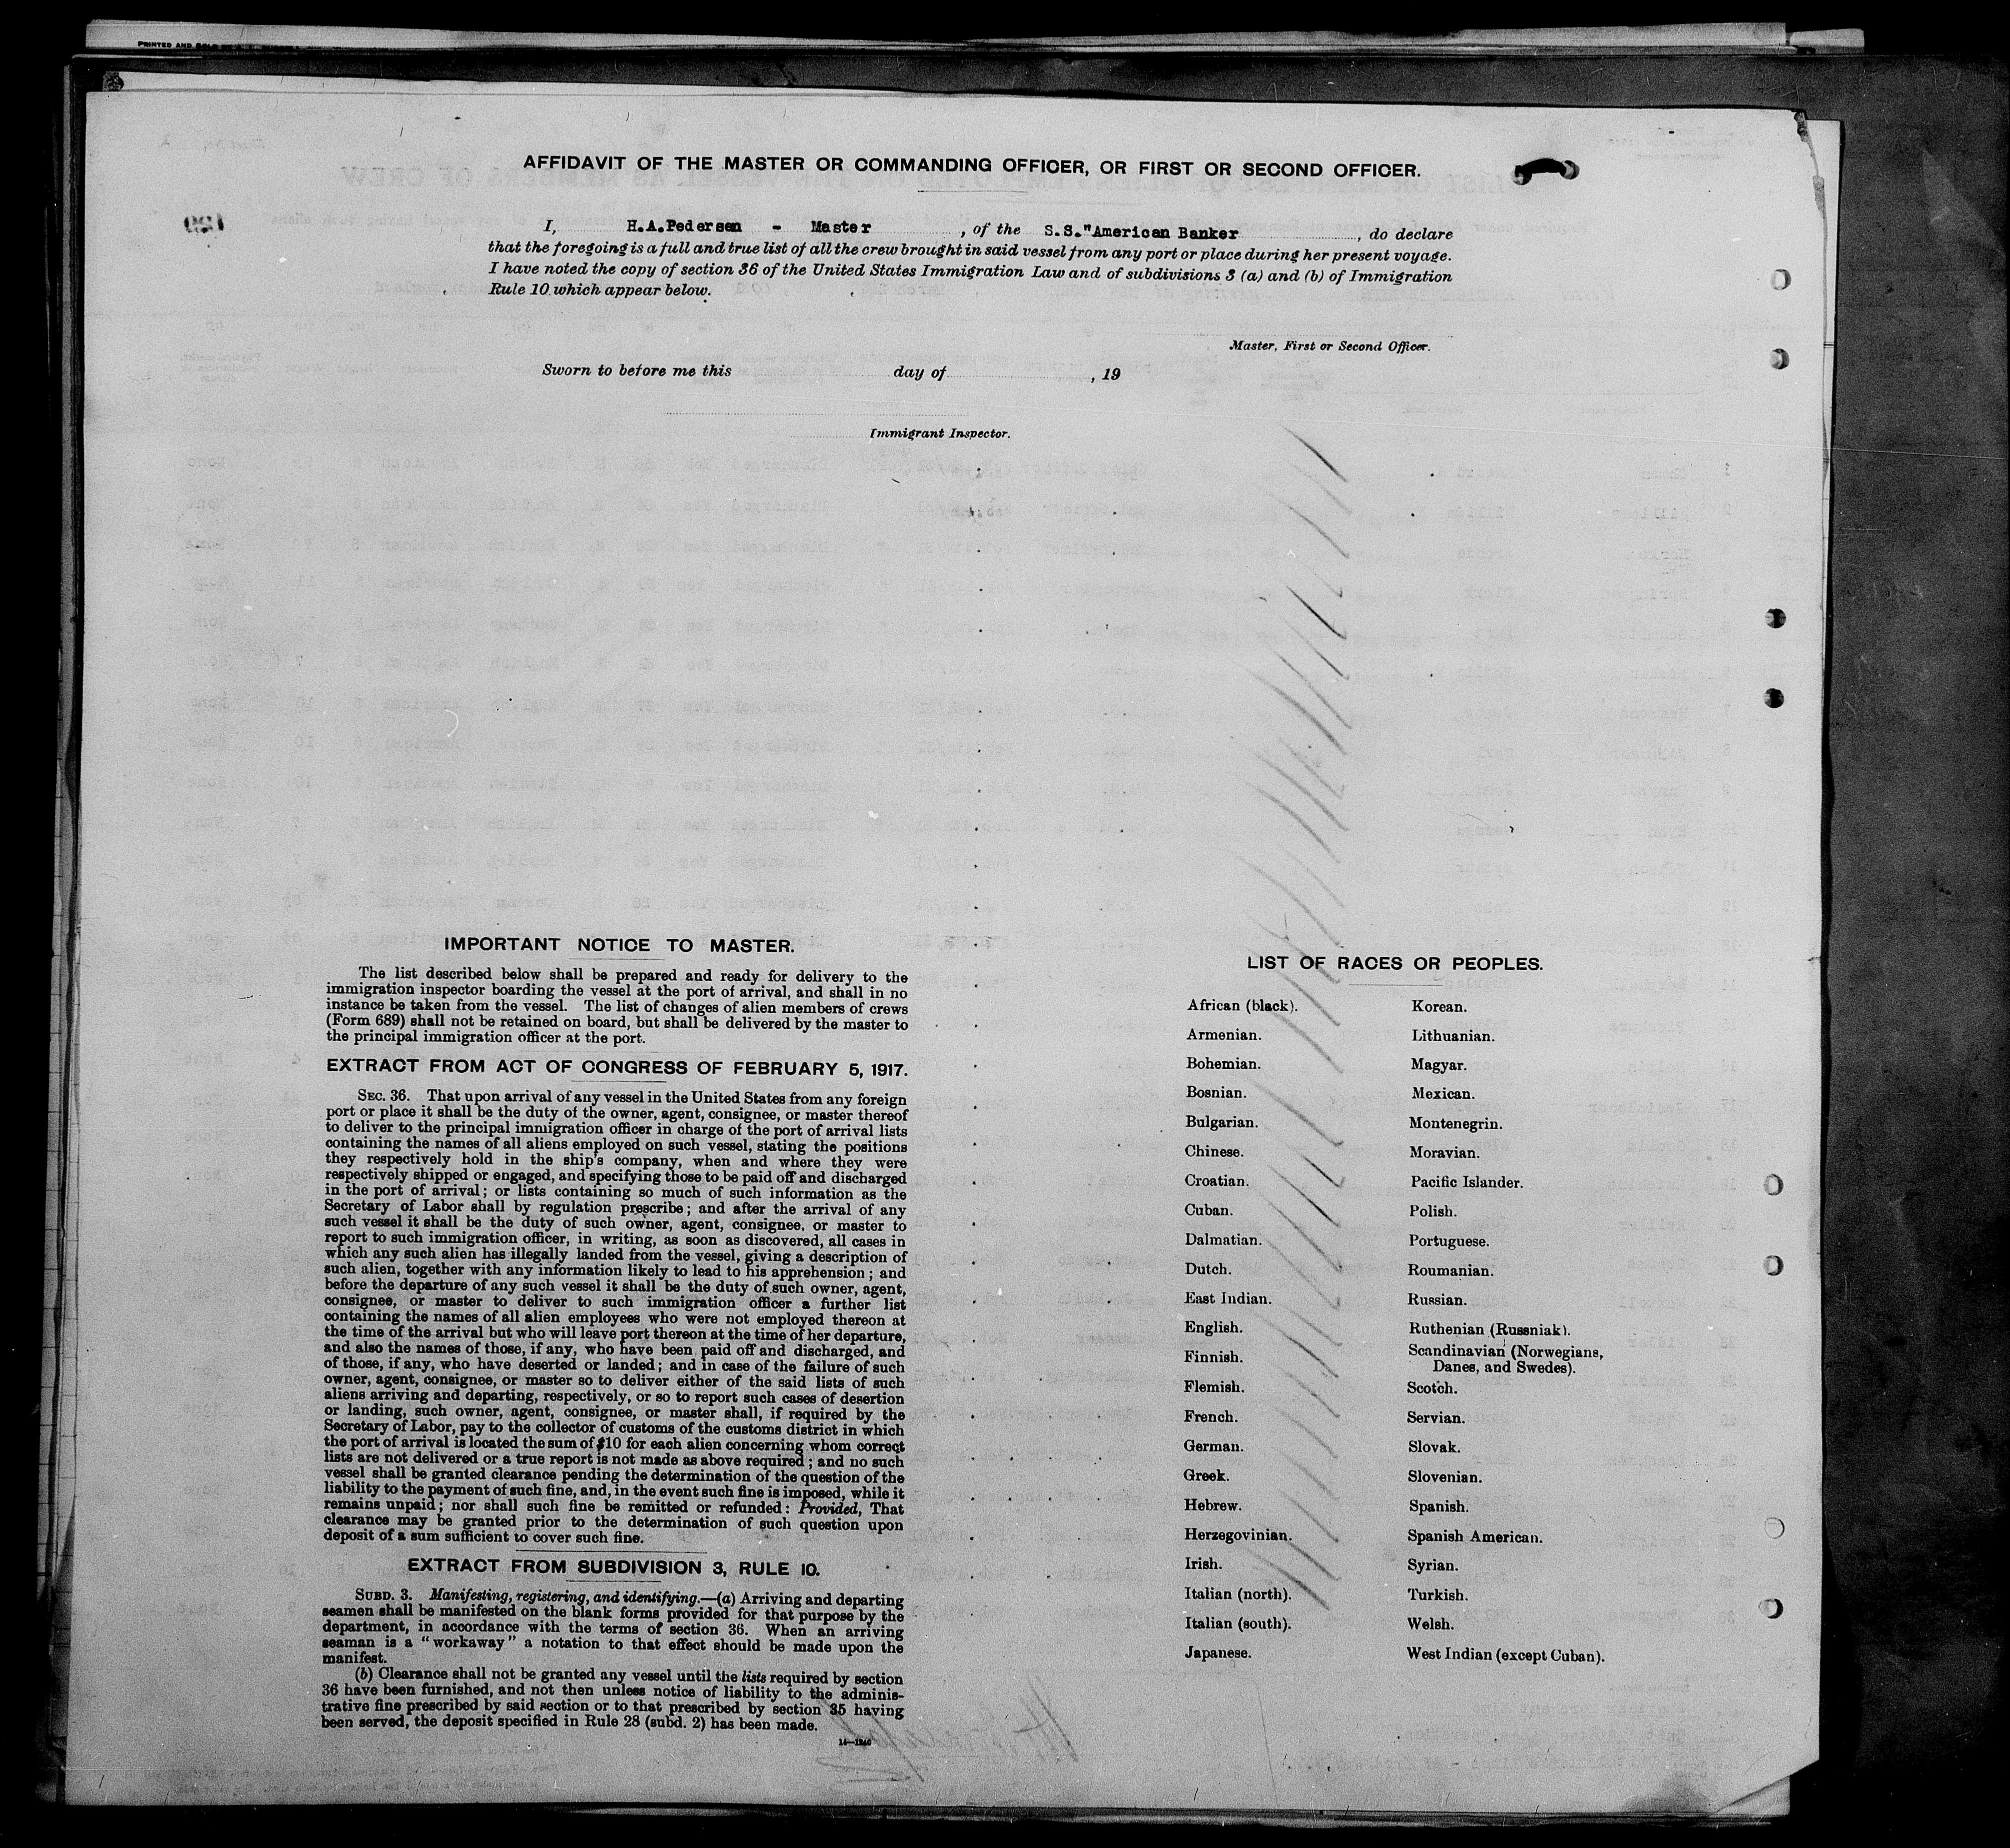 PRINTED AND SOLD BY
AFFIDAVIT OF THE MASTER OR COMMANDING OFFICER, OR FIRST OR SECOND OFFICER.
I, H.A.Pedersen - Master , of the S.S."American Banker , do declare
that the foregoing is a full and true list of all the crew brought in said vessel from any port or place during her present voyage.
I have noted the copy of section 36 of the United States Immigration Law and of subdivisions 3 (a) and (b) of Immigration
Rule 10 which appear below.
Master, First or Second Officer.
Sworn to before me this day of , 19
Immigrant Inspector.
IMPORTANT NOTICE TO MASTER.
The list described below shall be prepared and ready for delivery to the
immigration inspector boarding the vessel at the port of arrival, and shall in no
instance be taken from the vessel. The list of changes of alien members of crews
(Form 689) shall not be retained on board, but shall be delivered by the master to
the principal immigration officer at the port.
EXTRACT FROM ACT OF CONGRESS OF FEBRUARY 5, 1917.
SEC. 36. That upon arrival of any vessel in the United States from any foreign
port or place it shall be the duty of the owner, agent, consignee, or master thereof
to deliver to the principal immigration officer in charge of the port of arrival lists
containing the names of all aliens employed on such vessel, stating the positions
they respectively hold in the ship's company, when and where they were
respectively shipped or engaged, and specifying those to be paid off and discharged
in the port of arrival; or lists containing so much of such information as the
Secretary of Labor shall by regulation prescribe; and after the arrival of any
such vessel it shall be the duty of such owner, agent, consignee, or master to
report to such immigration officer, in writing, as soon as discovered, all cases in
which any such alien has illegally landed from the vessel, giving a description of
such alien, together with any information likely to lead to his apprehension; and
before the departure of any such vessel it shall be the duty of such owner, agent,
consignee, or master to deliver to such immigration officer a further list
containing the names of all alien employees who were not employed thereon at
the time of the arrival but who will leave port thereon at the time of her departure,
and also the names of those, if any, who have been paid off and discharged, and
of those, if any, who have deserted or landed; and in case of the failure of such
owner, agent, consignee, or master so to deliver either of the said lists of such
aliens arriving and departing, respectively, or so to report such cases of desertion
or landing, such owner, agent, consignee, or master shall, if required by the
Secretary of Labor, pay to the collector of customs of the customs district in which
the port of arrival is located the sum of $10 for each alien concerning whom correct
lists are not delivered or a true report is not made as above required; and no such
vessel shall be granted clearance pending the determination of the question of the
liability to the payment of such fine, and, in the event such fine is imposed, while it
remains unpaid; nor shall such fine be remitted or refunded: Provided, That
clearance may be granted prior to the determination of such question upon
deposit of a sum sufficient to cover such fine.
EXTRACT FROM SUBDIVISION 3, RULE 10.
SUBD. 3. Manifesting, registering, and identifying.—(a) Arriving and departing
seamen shall be manifested on the blank forms provided for that purpose by the
department, in accordance with the terms of section 36. When an arriving
seaman is a "workaway" a notation to that effect should be made upon the
manifest.
(b) Clearance shall not be granted any vessel until the lists required by section
36 have been furnished, and not then unless notice of liability to the adminis-
trative fine prescribed by said section or to that prescribed by section 35 having
been served, the deposit specified in Rule 28 (subd. 2) has been made.
14—1240
LIST OF RACES OR PEOPLES.
African (black).
Armenian.
Bohemian.
Bosnian.
Bulgarian.
Chinese.
Croatian.
Cuban.
Dalmatian.
Dutch.
East Indian.
English.
Finnish.
Flemish.
French.
German.
Greek.
Hebrew.
Herzegovinian.
Irish.
Italian (north).
Italian (south).
Japanese.
Korean.
Lithuanian.
Magyar.
Mexican.
Montenegrin.
Moravian.
Pacific Islander.
Polish.
Portuguese.
Roumanian.
Russian.
Ruthenian (Russniak).
Scandinavian (Norwegians,
Danes, and Swedes).
Scotch.
Servian.
Slovak.
Slovenian.
Spanish.
Spanish American.
Syrian.
Turkish.
Welsh.
West Indian (except Cuban).